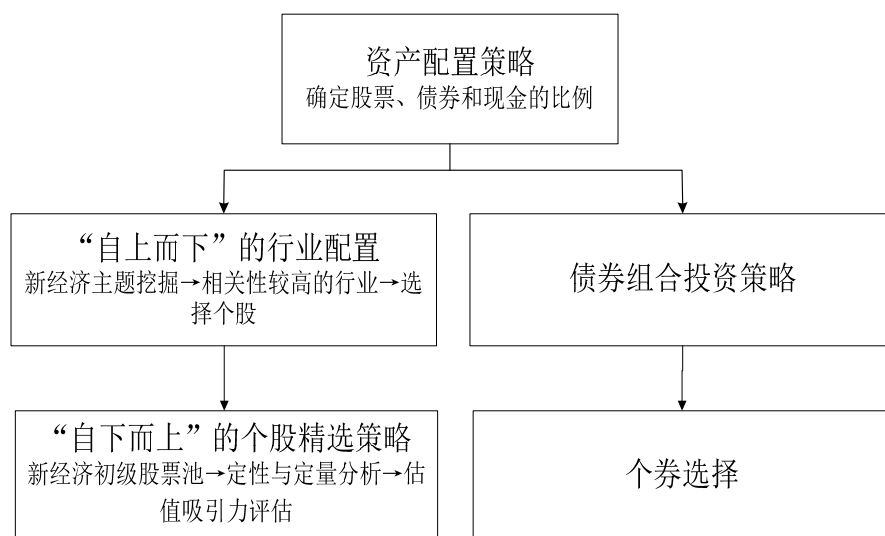 资产配置策略
确定股票、债券和现金的比例
“自上而下”的行业配置
新经济主题挖掘→相关性较高的行业→选
择个股
债券组合投资策略
“自下而上”的个股精选策略
新经济初级股票池→定性与定量分析→估
值吸引力评估
个券选择